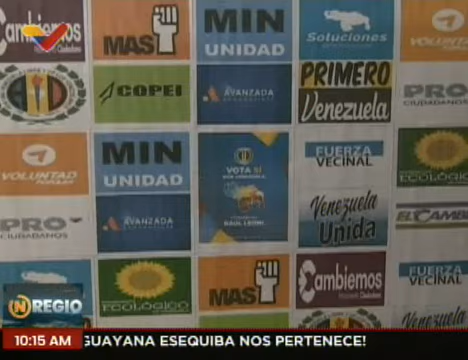 Cambiemos
MAS
MIN
UNIDAD
Soluciones
VOLUNTAD
COPEI
AVANZADA
PRIMERO
Venezuela
PRO
CIUDADANOS
VOLUNTAD
MIN
UNIDAD
VOTA SI
FUERZA
VECINAL
ECOLÓGICO
PRO
CIUDADANOS
AVANZADA
Venezuela
Unida
EL CAMBIO
ECOLÓGICO
MAS
Cambiemos
FUERZA
VECINAL
Venezuela
N REGIO
10:15 AM
GUAYANA ESEQUIBA NOS PERTENECE!